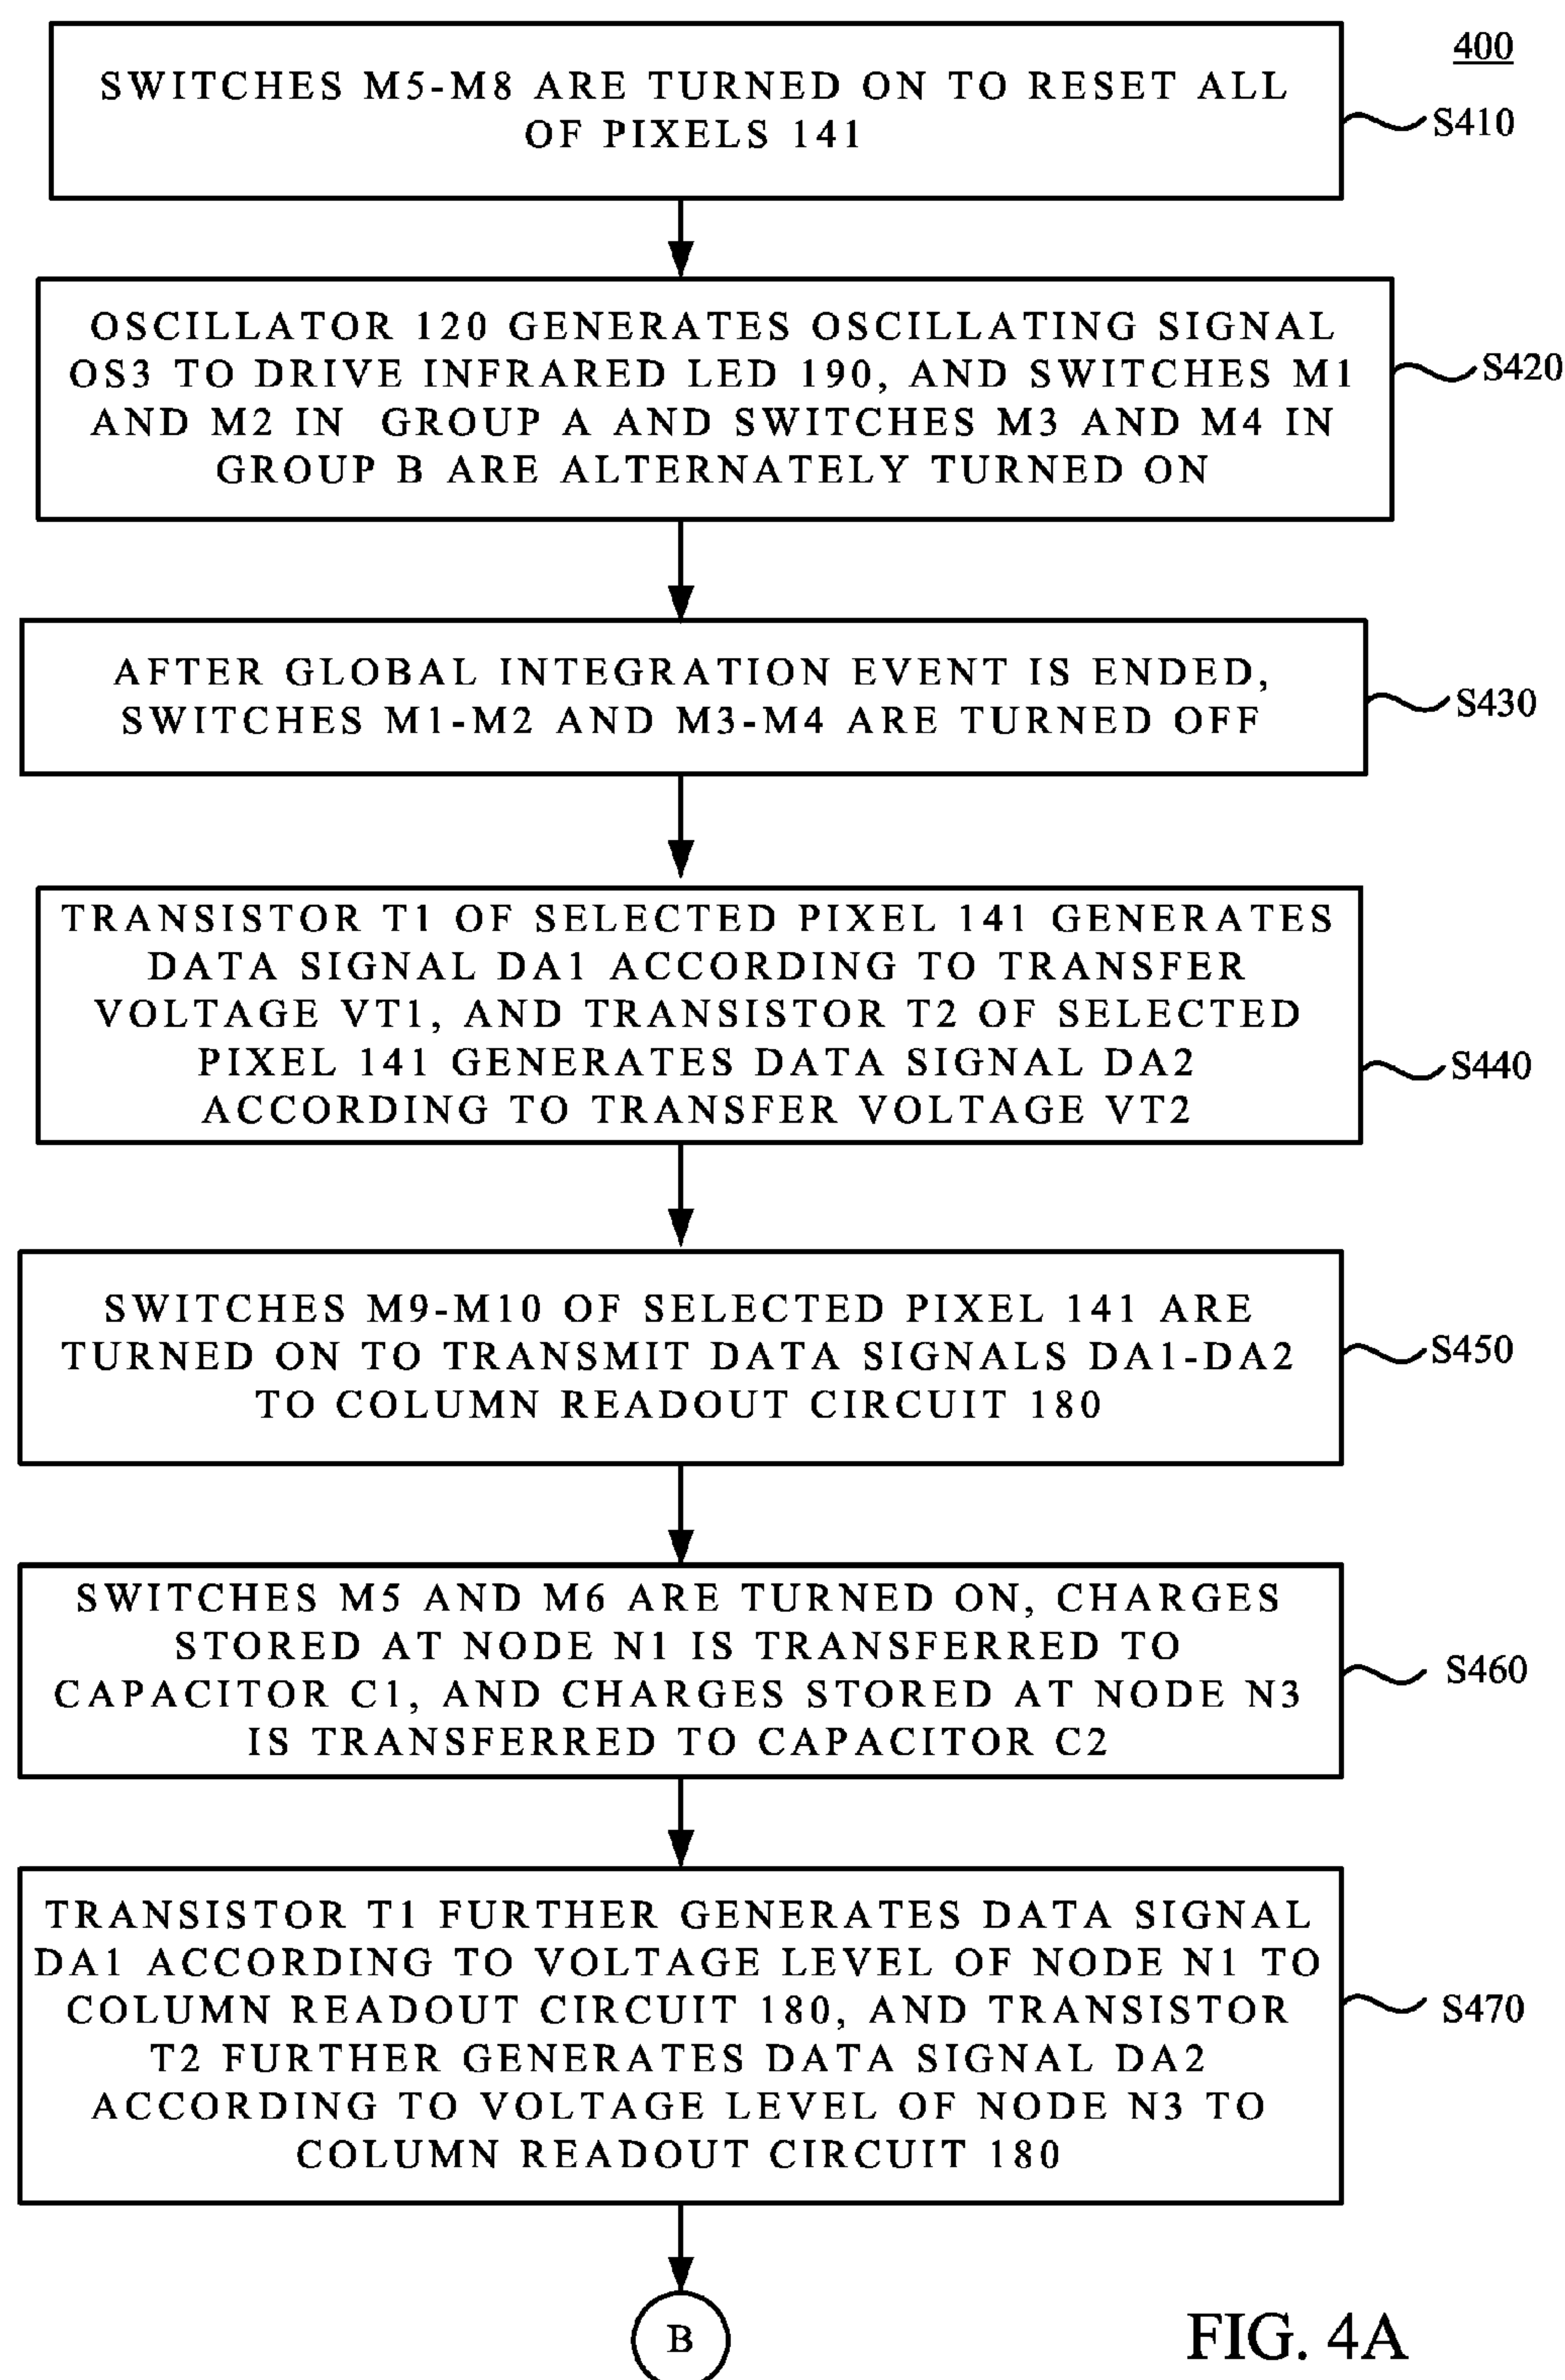 400
SWITCHES M5-M8 ARE TURNED ON TO RESET ALL
OF PIXELS 141
S410
OSCILLATOR 120 GENERATES OSCILLATING SIGNAL
OS3 TO DRIVE INFRARED LED 190, AND SWITCHES M1
AND M2 IN GROUP A AND SWITCHES M3 AND M4 IN
GROUP B ARE ALTERNATELY TURNED ON
S420
AFTER GLOBAL INTEGRATION EVENT IS ENDED,
SWITCHES M1-M2 AND M3-M4 ARE TURNED OFF
S430
TRANSISTOR T1 OF SELECTED PIXEL 141 GENERATES
DATA SIGNAL DA1 ACCORDING TO TRANSFER
VOLTAGE VT1, AND TRANSISTOR T2 OF SELECTED
PIXEL 141 GENERATES DATA SIGNAL DA2
ACCORDING TO TRANSFER VOLTAGE VT2
S440
SWITCHES M9-M10 OF SELECTED PIXEL 141 ARE
TURNED ON TO TRANSMIT DATA SIGNALS DA1-DA2
TO COLUMN READOUT CIRCUIT 180
S450
SWITCHES M5 AND M6 ARE TURNED ON, CHARGES
STORED AT NODE N1 IS TRANSFERRED TO
CAPACITOR C1, AND CHARGES STORED AT NODE N3
IS TRANSFERRED TO CAPACITOR C2
S460
TRANSISTOR T1 FURTHER GENERATES DATA SIGNAL
DA1 ACCORDING TO VOLTAGE LEVEL OF NODE N1 TO
COLUMN READOUT CIRCUIT 180, AND TRANSISTOR
T2 FURTHER GENERATES DATA SIGNAL DA2
ACCORDING TO VOLTAGE LEVEL OF NODE N3 TO
COLUMN READOUT CIRCUIT 180
S470
B
FIG. 4A